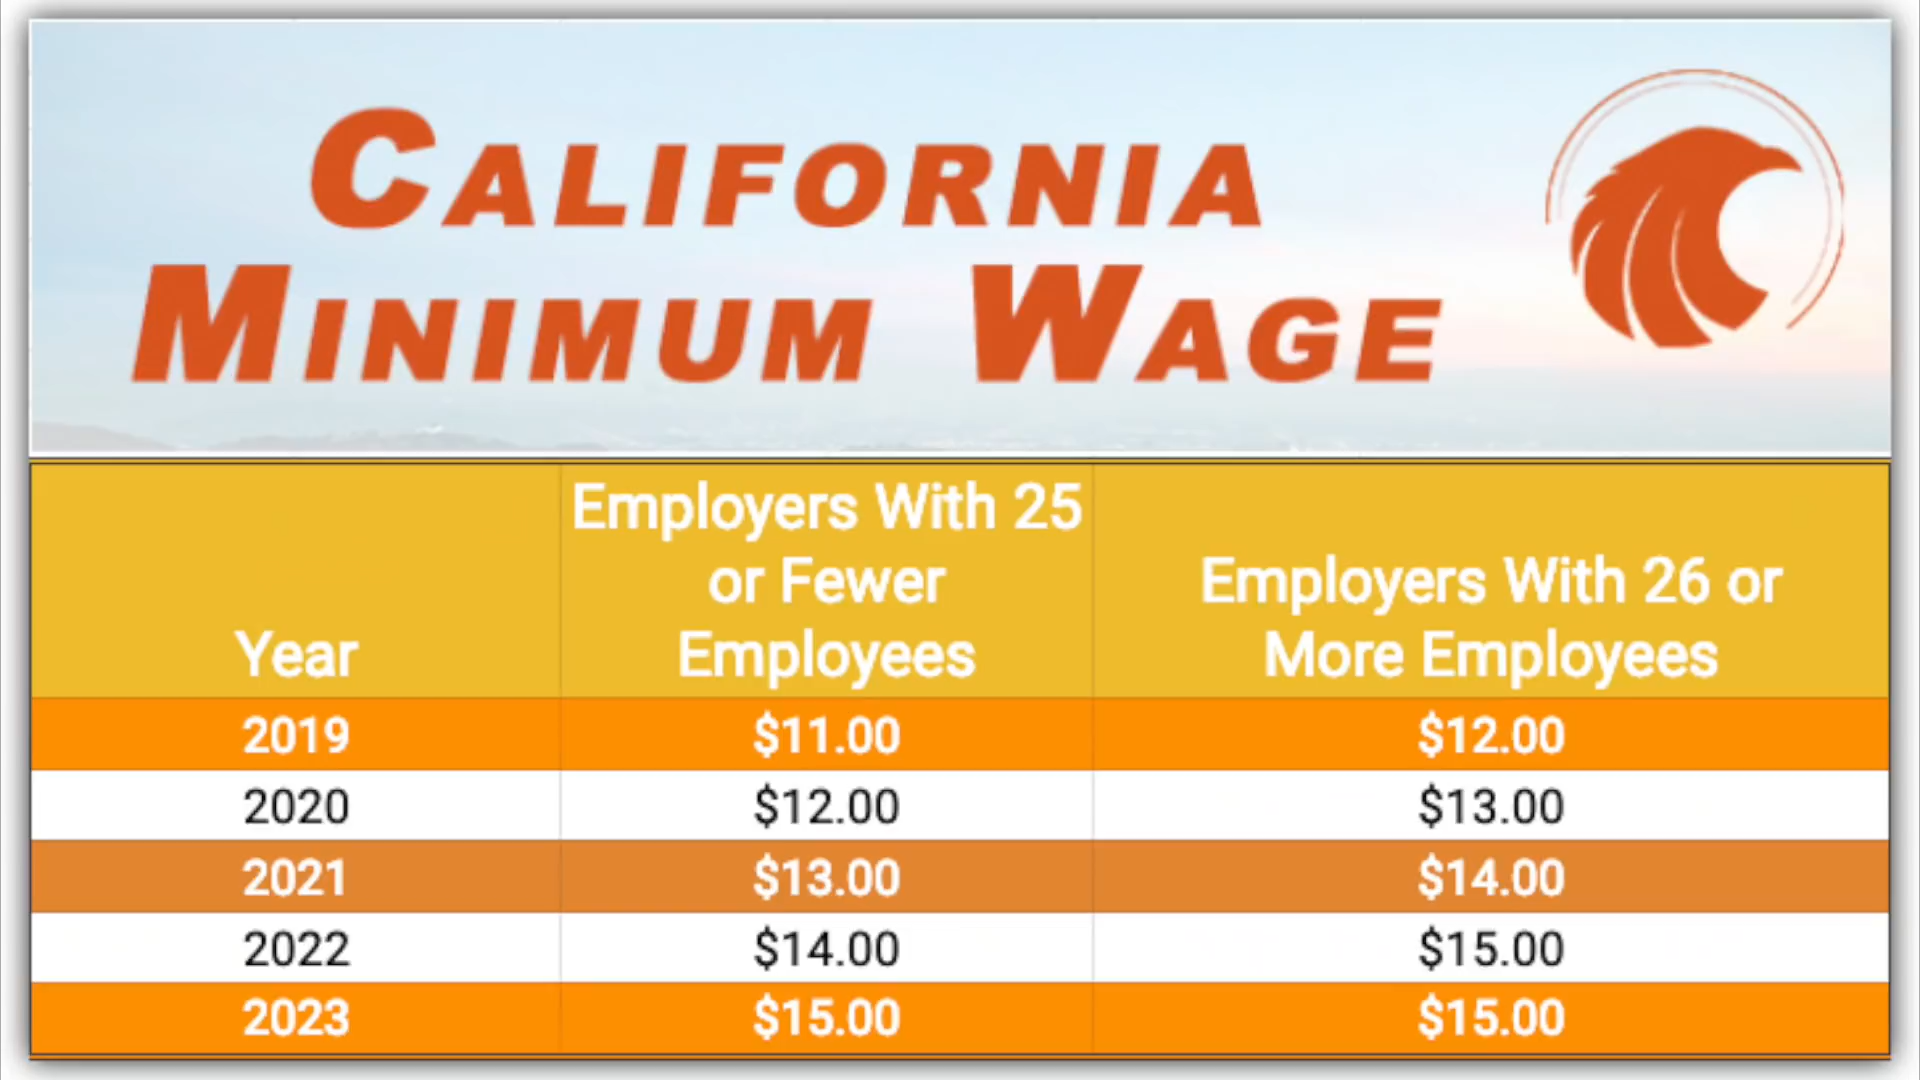 CALIFORNIA
MINIMUM WAGE
Employers With 25
or Fewer
Employees
Employers With 26 or
More Employees
Year
2019 $11.00 $12.00
2020 $12.00 $13.00
2021 $13.00 $14.00
2022 $14.00 $15.00
2023 $15.00 $15.00